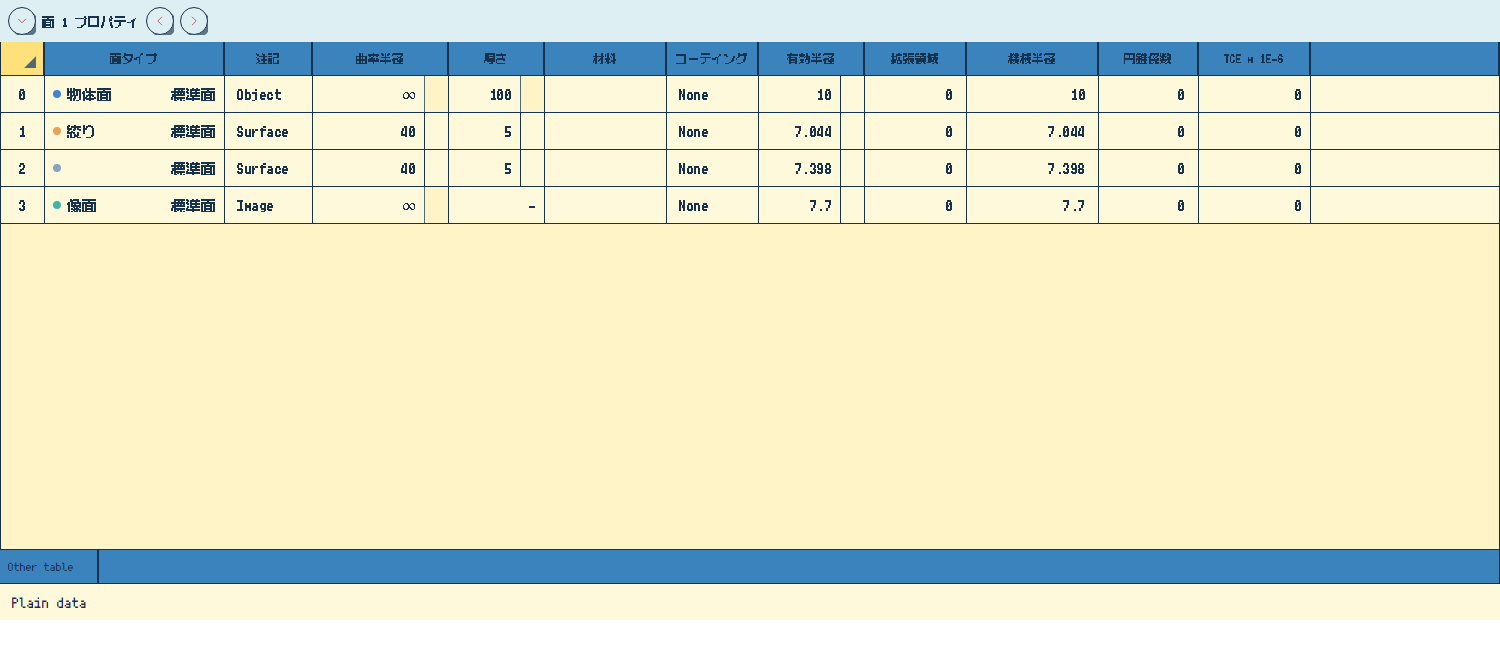 面 1 プロパティ
面タイプ 注記 曲率半径 厚さ 材料 コーティング 有効半径 拡張領域 機械半径 円錐係数 TCE x 1E-6
0 物体面 標準面 Object ∞ 100 None 10 0 10 0 0
1 絞り 標準面 Surface 40 5 None 7.044 0 7.044 0 0
2 標準面 Surface 40 5 None 7.398 0 7.398 0 0
3 像面 標準面 Image ∞ - None 7.7 0 7.7 0 0
Other table
Plain data